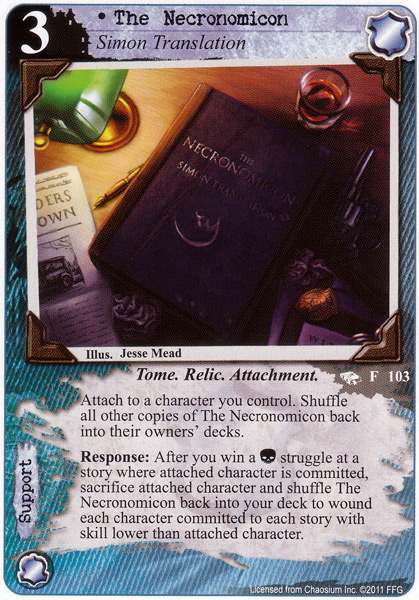 3
• The Necronomicon
Simon Translation
THE
NECRONOMICON
SIMON TRANSLATION
DERS
OWN
Illus. Jesse Mead
Tome. Relic. Attachment.
F 103
Attach to a character you control. Shuffle
all other copies of The Necronomicon back
into their owners' decks.
Response: After you win a struggle at a
story where attached character is committed,
sacrifice attached character and shuffle The
Necronomicon back into your deck to wound
each character committed to each story with
skill lower than attached character.
Support
Licensed from Chaosium Inc. ©2011 FFG